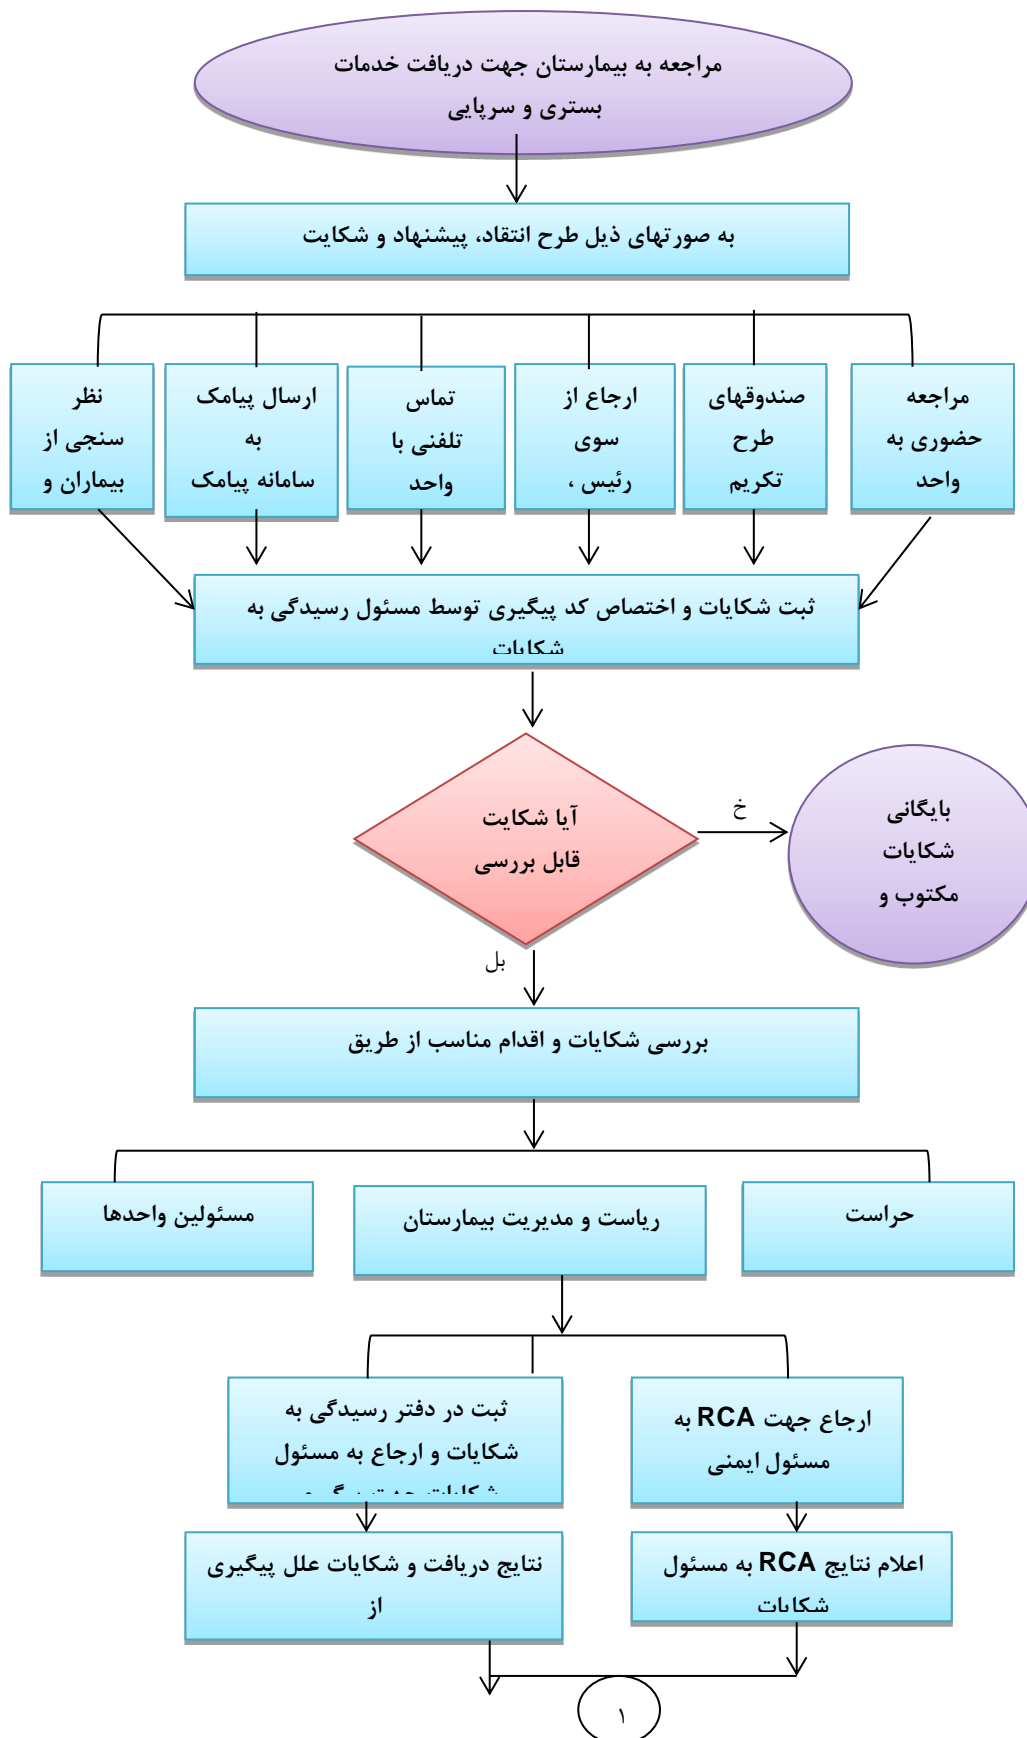 مراجعه به بیمارستان جهت دریافت خدمات
بستری و سرپایی
به صورتهای ذیل طرح انتقاد، پیشنهاد و شکایت
مراجعه
حضوری به
واحد
صندوقهای
طرح
تکریم
ارجاع از
سوی
رئیس ،
تماس
تلفنی با
واحد
ارسال پیامک
به
سامانه پیامک
نظر
سنجی از
بیماران و
ثبت شکایات و اختصاص کد پیگیری توسط مسئول رسیدگی به
شکایات
آیا شکایت
قابل بررسی
خ
بایگانی
شکایات
مکتوب و
بل
بررسی شکایات و اقدام مناسب از طریق
حراست
ریاست و مدیریت بیمارستان
مسئولین واحدها
ارجاع جهت RCA به
مسئول ایمنی
ثبت در دفتر رسیدگی به
شکایات و ارجاع به مسئول
شکایات جهت
اعلام نتایج RCA به مسئول
شکایات
نتایج دریافت و شکایات علل پیگیری
از
۱